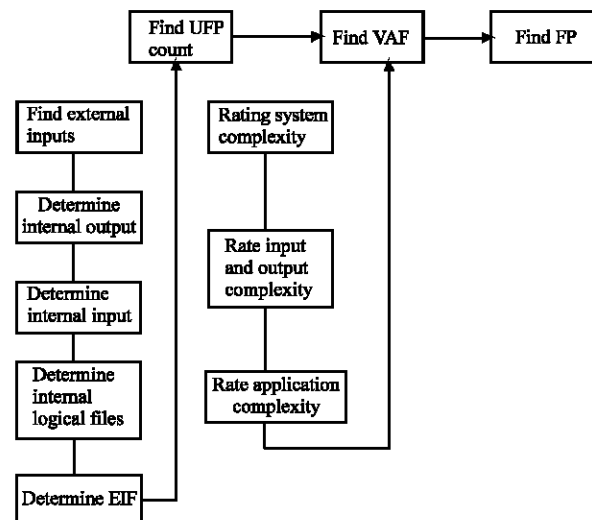 Find UFP
count
Find VAF
Find FP
Find external
inputs
Determine
internal output
Determine
internal input
Determine
internal
logical files
Determine EIF
Rating system
complexity
Rate input
and output
complexity
Rate application
complexity